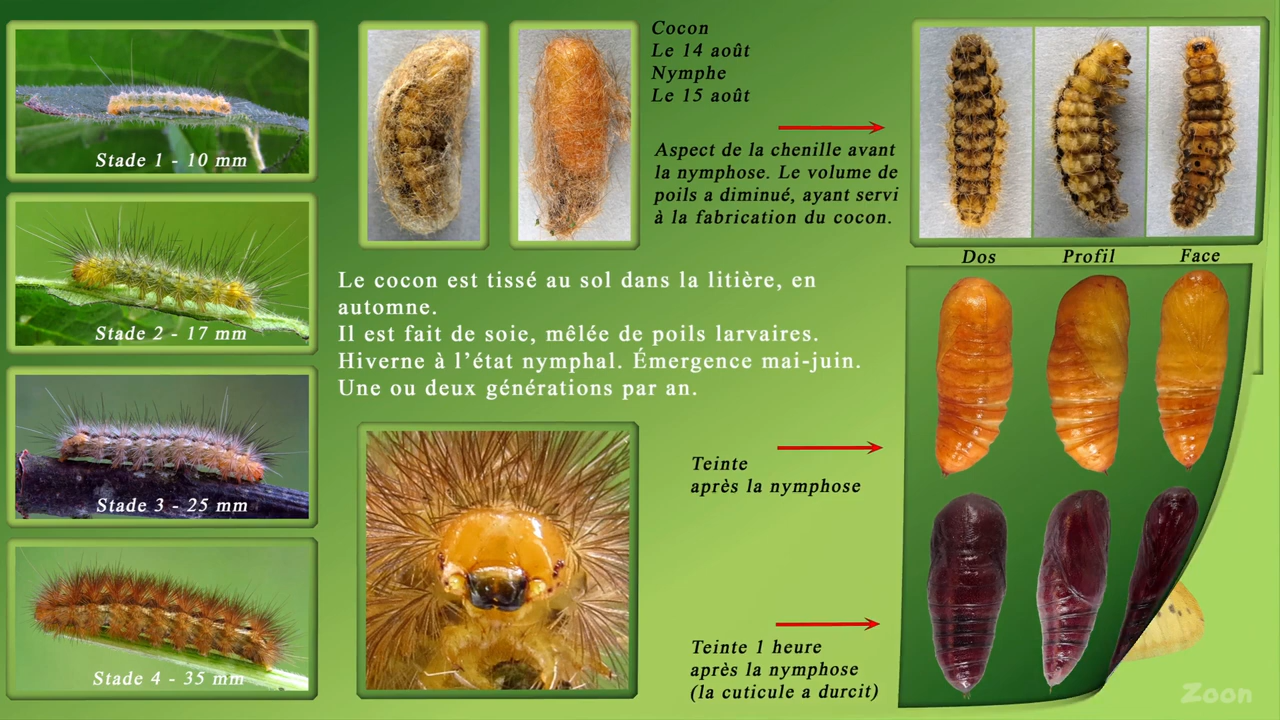 Stade 1 - 10 mm
Stade 2 - 17 mm
Stade 3 - 25 mm
Stade 4 - 35 mm
Cocon
Le 14 août
Nymphe
Le 15 août
Aspect de la chenille avant
la nymphose. Le volume de
poils a diminué, ayant servi
à la fabrication du cocon.
Dos Profil Face
Le cocon est tissé au sol dans la litière, en
automne.
Il est fait de soie, mêlée de poils larvaires.
Hiverne à l’état nymphal. Émergence mai-juin.
Une ou deux générations par an.
Teinte
après la nymphose
Teinte 1 heure
après la nymphose
(la cuticule a durcit)
Zoon